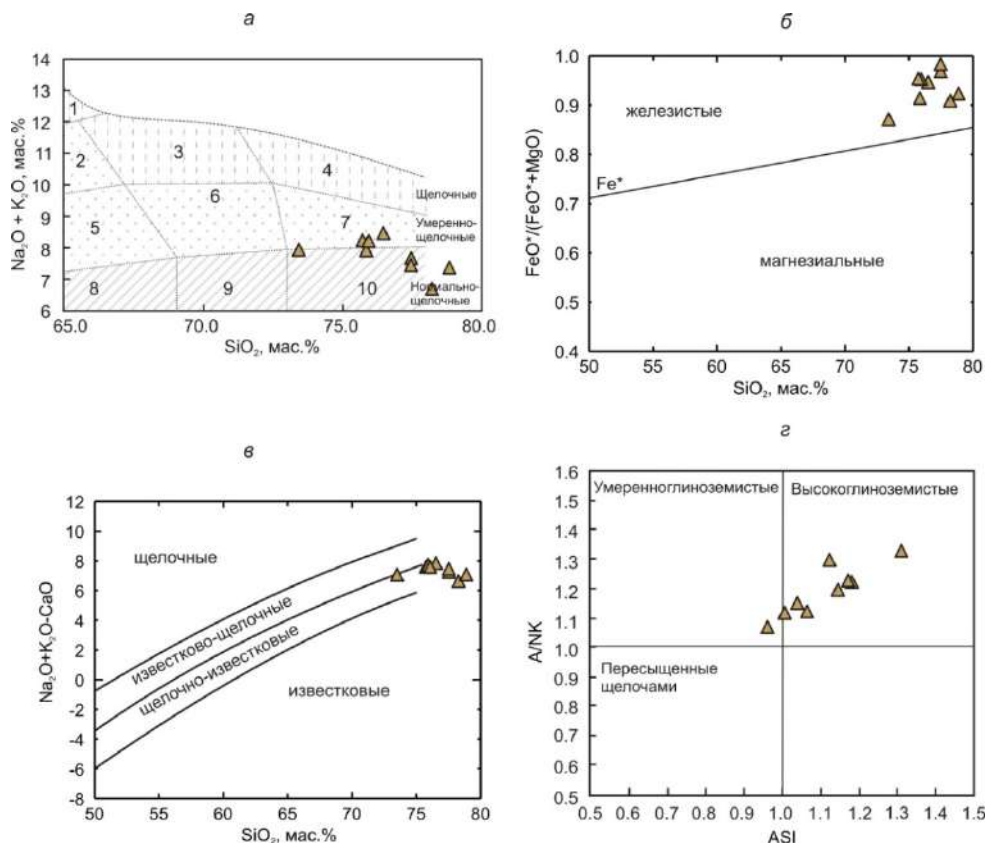 а
14
13
12
11
10
9
8
7
6
Na₂O + K₂O, мас.%
1
2
3
4
5
6
7
8
9
10
Щелочные
Умеренно-
щелочные
Нормально-
щелочные
65.0
70.0
75.0
80.0
SiO₂, мас.%
б
1.0
0.9
0.8
0.7
0.6
0.5
0.4
FeO*/(FeO*+MgO)
железистые
Fe*
магнезиальные
50
55
60
65
70
75
80
SiO₂, мас.%
в
12
10
8
6
4
2
0
-2
-4
-6
-8
Na₂O+K₂O-CaO
щелочные
известково-щелочные
щелочно-известковые
известковые
50
55
60
65
70
75
80
SiO₂, мас.%
г
1.6
1.5
1.4
1.3
1.2
1.1
1.0
0.9
0.8
0.7
0.6
0.5
A/NK
Умеренноглиноземистые
Высокоглиноземистые
Пересыщенные
щелочами
0.5
0.6
0.7
0.8
0.9
1.0
1.1
1.2
1.3
1.4
1.5
ASI